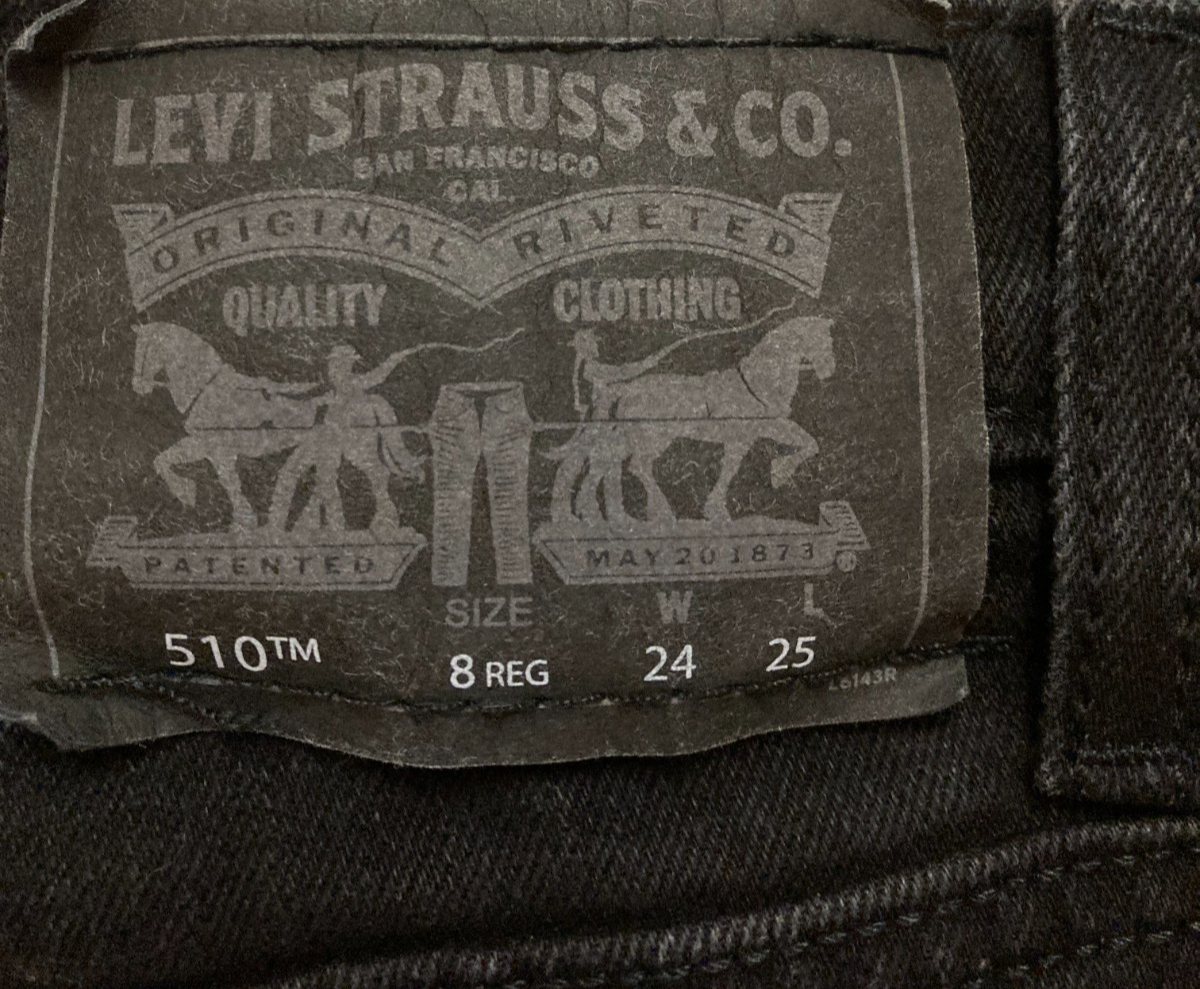 LEVI STRAUSS & CO.
SAN FRANCISCO
CAL.
ORIGINAL RIVETED
QUALITY CLOTHING
PATENTED MAY 20 1873
SIZE W L
510™ 8 REG 24 25
L6143R